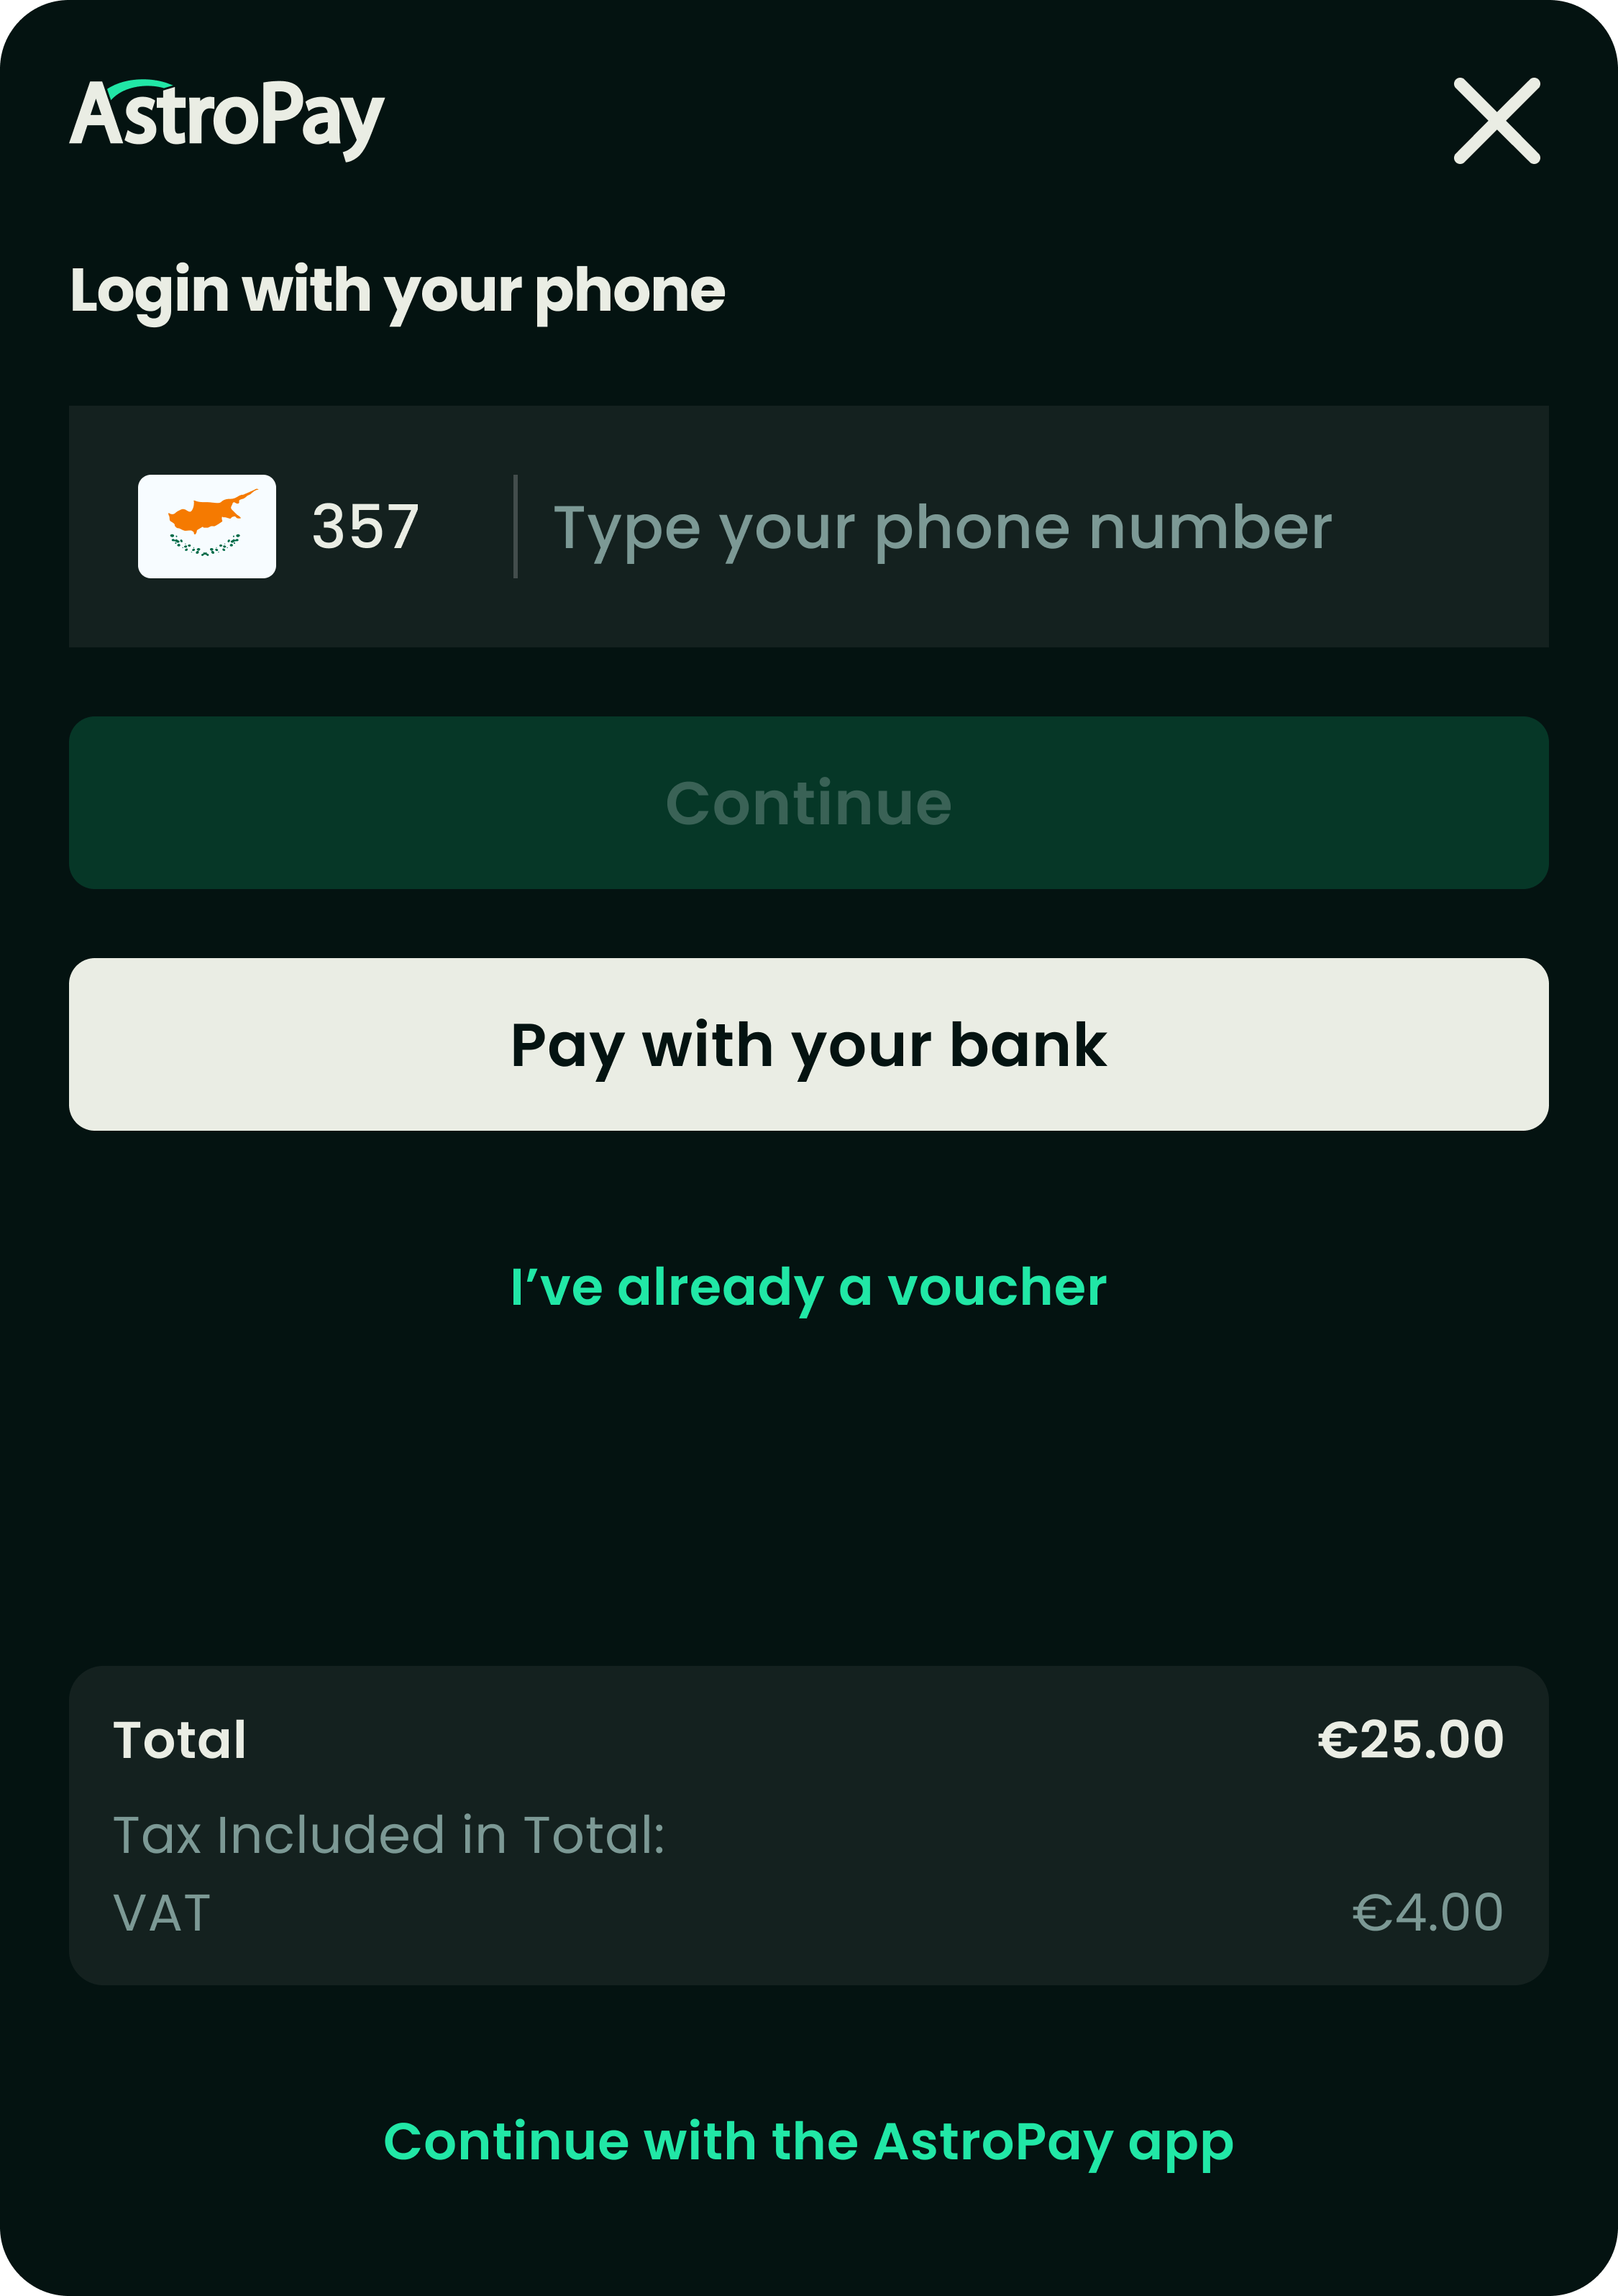 AstroPay
Login with your phone
357 Type your phone number
Continue
Pay with your bank
I’ve already a voucher
Total €25.00
Tax Included in Total:
VAT €4.00
Continue with the AstroPay app